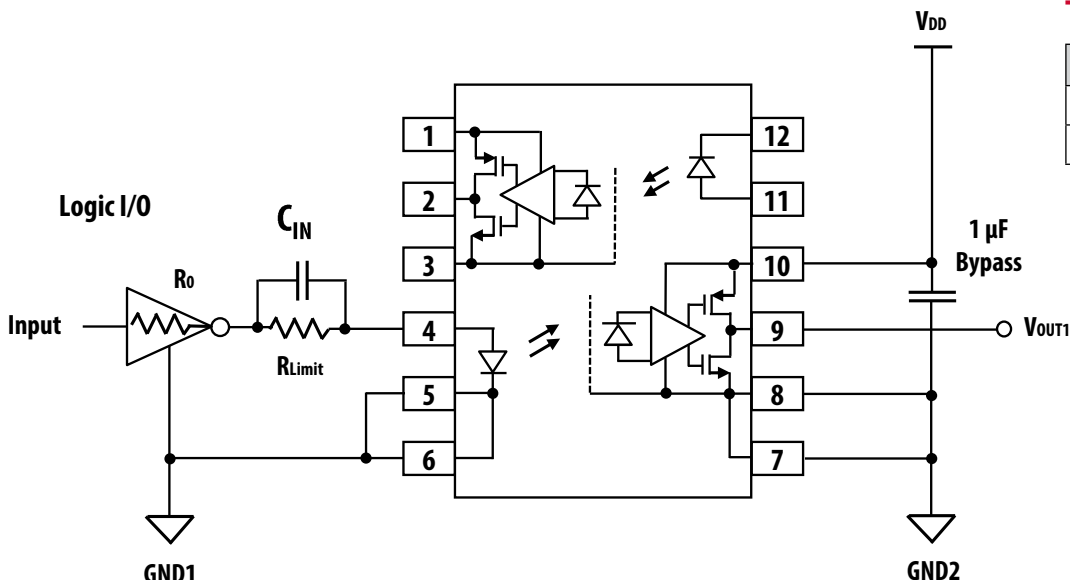 VDD
1
12
2
11
Logic I/O
CIN
3
10
1 µF
Bypass
R0
Input
4
9
VOUT1
RLimit
5
8
6
7
GND1
GND2